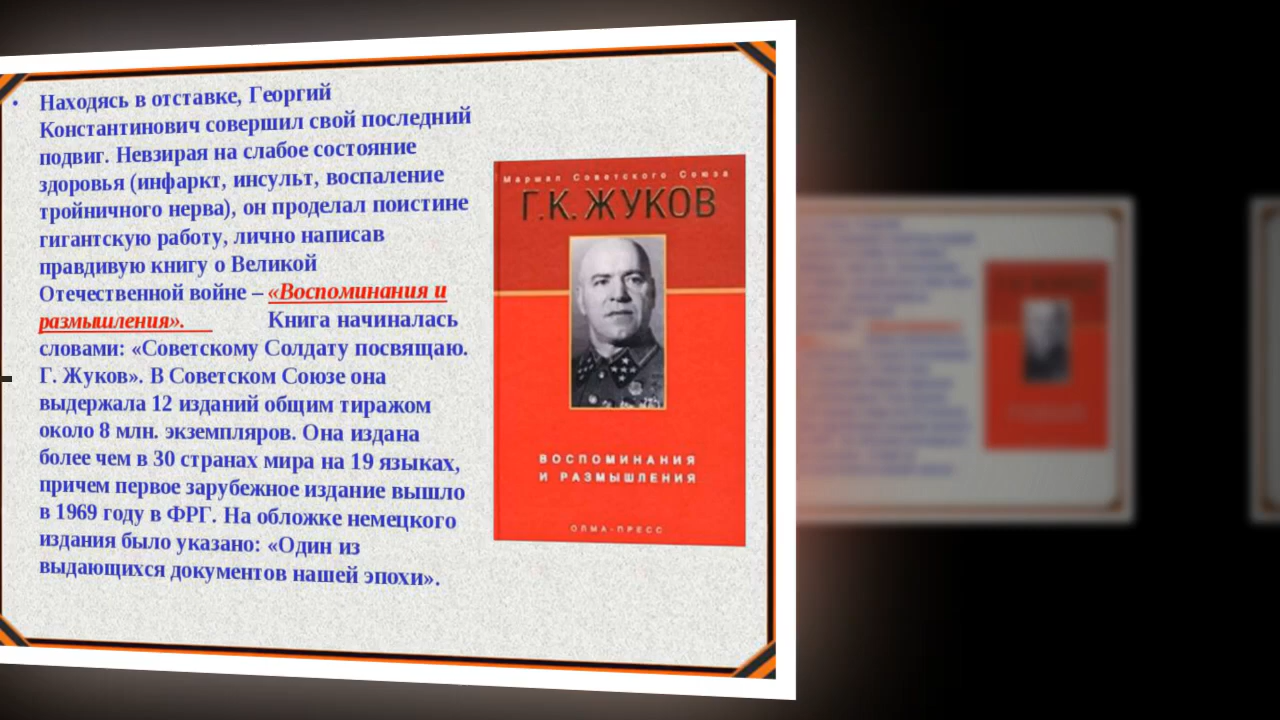 • Находясь в отставке, Георгий
Константинович совершил свой последний
подвиг. Невзирая на слабое состояние
здоровья (инфаркт, инсульт, воспаление
тройничного нерва), он проделал поистине
гигантскую работу, лично написав
правдивую книгу о Великой
Отечественной войне – «Воспоминания и
размышления». Книга начиналась
словами: «Советскому Солдату посвящаю.
Г. Жуков». В Советском Союзе она
выдержала 12 изданий общим тиражом
около 8 млн. экземпляров. Она издана
более чем в 30 странах мира на 19 языках,
причем первое зарубежное издание вышло
в 1969 году в ФРГ. На обложке немецкого
издания было указано: «Один из
выдающихся документов нашей эпохи».
Маршал Советского Союза
Г.К. ЖУКОВ
ВОСПОМИНАНИЯ
И РАЗМЫШЛЕНИЯ
ОЛМА-ПРЕСС